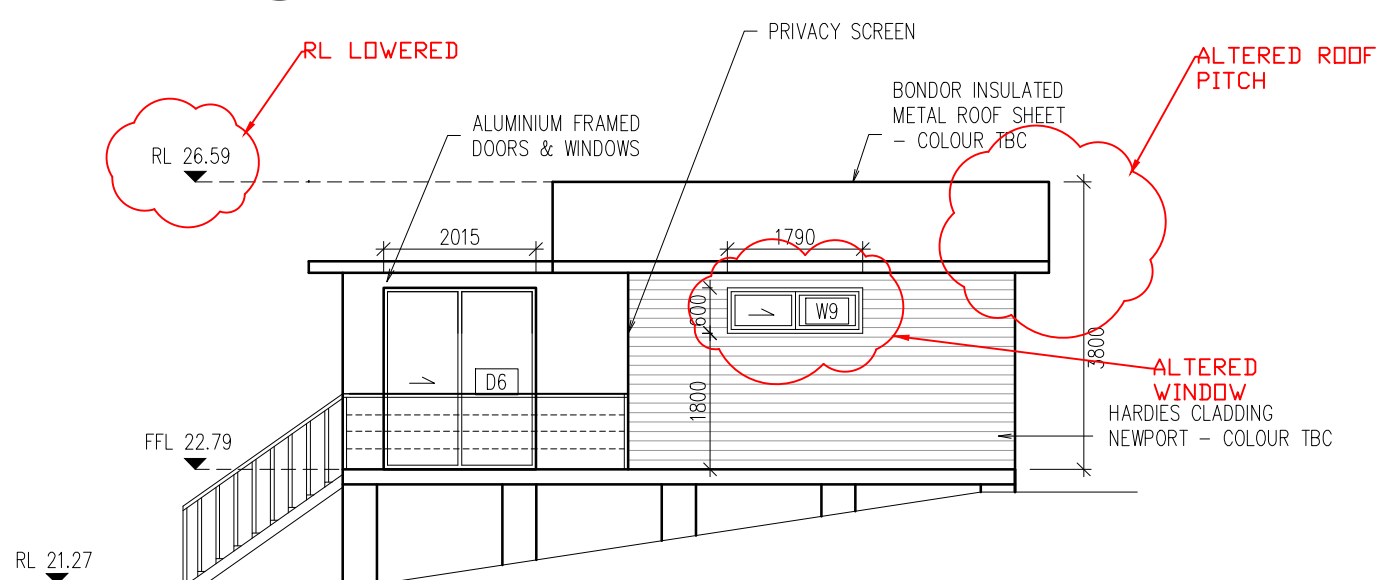 PRIVACY SCREEN
RL LOWERED
ALTERED ROOF
PITCH
BONDOR INSULATED
METAL ROOF SHEET
- COLOUR TBC
ALUMINIUM FRAMED
DOORS & WINDOWS
RL 26.59
2015
1790
600
W9
3800
D6
1800
ALTERED
WINDOW
HARDIES CLADDING
NEWPORT - COLOUR TBC
FFL 22.79
RL 21.27